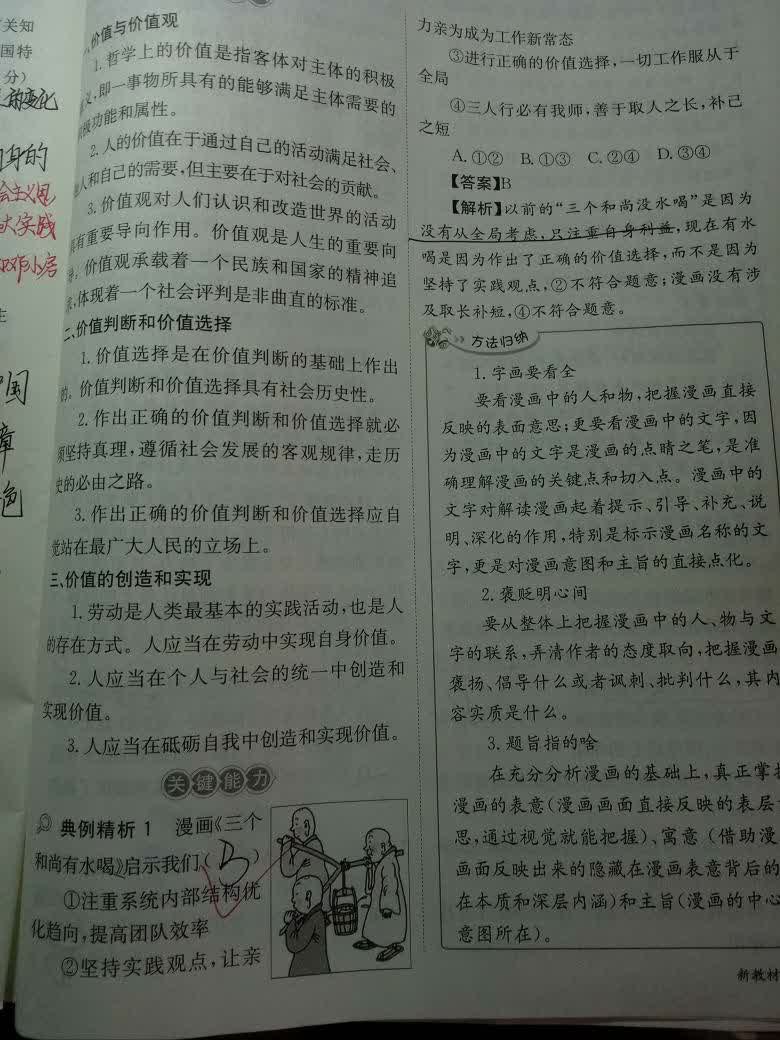 关知
国特
分)
的变化
自身的
会主义思
大实践
国
章
色
一、价值与价值观
1. 哲学上的价值是指客体对主体的积极
义,即一事物所具有的能够满足主体需要的
极功能和属性。
2. 人的价值在于通过自己的活动满足社会、
人和自己的需要,但主要在于对社会的贡献。
3. 价值观对人们认识和改造世界的活动
有重要导向作用。价值观是人生的重要向
,价值观承载着一个民族和国家的精神追
,体现着一个社会评判是非曲直的标准。
二、价值判断和价值选择
1. 价值选择是在价值判断的基础上作出
的。价值判断和价值选择具有社会历史性。
2. 作出正确的价值判断和价值选择就必
须坚持真理,遵循社会发展的客观规律,走历
史的必由之路。
3. 作出正确的价值判断和价值选择应自
觉站在最广大人民的立场上。
三、价值的创造和实现
1. 劳动是人类最基本的实践活动,也是人
的存在方式。人应当在劳动中实现自身价值。
2. 人应当在个人与社会的统一中创造和
实现价值。
3. 人应当在砥砺自我中创造和实现价值。
关键能力
典例精析 1 漫画《三个
和尚有水喝》启示我们( B )
①注重系统内部结构优
化趋向,提高团队效率
②坚持实践观点,让亲
力亲为成为工作新常态
③进行正确的价值选择,一切工作服从于
全局
④三人行必有我师,善于取人之长,补己
之短
A. ①② B. ①③ C. ②④ D. ③④
【答案】B
【解析】以前的“三个和尚没水喝”是因为
没有从全局考虑,只注重自身利益,现在有水
喝是因为作出了正确的价值选择,而不是因为
坚持了实践观点,②不符合题意;漫画没有涉
及取长补短,④不符合题意。
方法归纳
1. 字画要看全
要看漫画中的人和物,把握漫画直接
反映的表面意思;更要看漫画中的文字,因
为漫画中的文字是漫画的点睛之笔,是准
确理解漫画的关键点和切入点。漫画中的
文字对解读漫画起着提示、引导、补充、说
明、深化的作用,特别是标示漫画名称的文
字,更是对漫画意图和主旨的直接点化。
2. 褒贬明心间
要从整体上把握漫画中的人、物与文
字的联系,弄清作者的态度取向,把握漫画
褒扬、倡导什么或者讽刺、批判什么,其内
容实质是什么。
3. 题旨指的啥
在充分分析漫画的基础上,真正掌
漫画的表意(漫画画面直接反映的表层
思,通过视觉就能把握)、寓意(借助漫
画面反映出来的隐藏在漫画表意背后的
在本质和深层内涵)和主旨(漫画的中心
意图所在)。
新教材